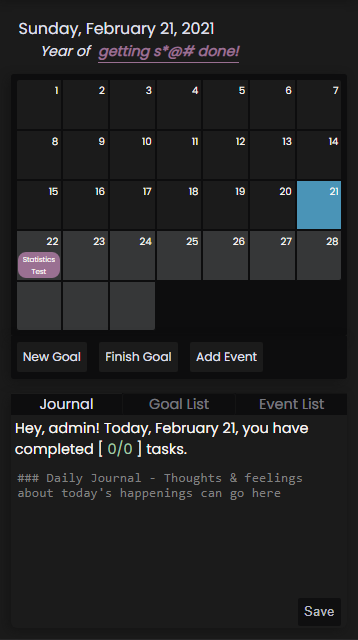 Sunday, February 21, 2021
Year of getting s*@# done!
1 2 3 4 5 6 7
8 9 10 11 12 13 14
15 16 17 18 19 20 21
22 23 24 25 26 27 28
Statistics
Test
New Goal Finish Goal Add Event
Journal Goal List Event List
Hey, admin! Today, February 21, you have
completed [ 0/0 ] tasks.
### Daily Journal - Thoughts & feelings
about today's happenings can go here
Save